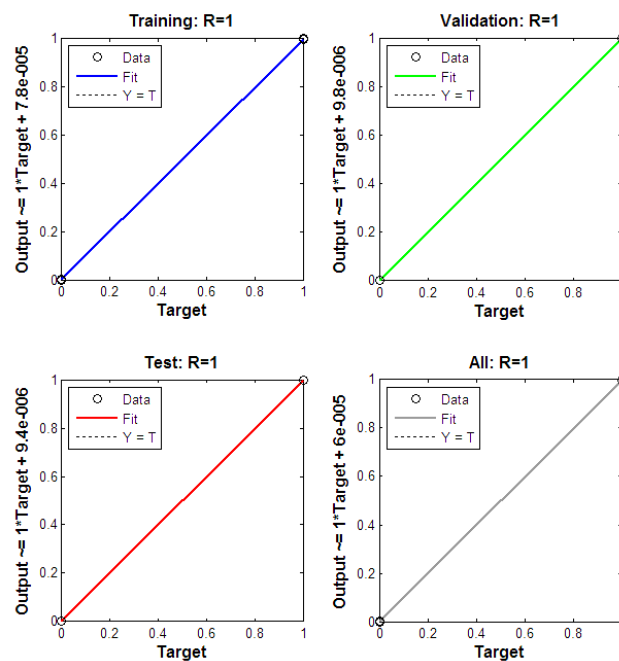 Training: R=1
Output ~= 1*Target + 7.8e-005
1
0.8
0.6
0.4
0.2
0
Data
Fit
Y = T
0 0.2 0.4 0.6 0.8 1
Target
Validation: R=1
Output ~= 1*Target + 9.8e-006
1
0.8
0.6
0.4
0.2
0
Data
Fit
Y = T
0 0.2 0.4 0.6 0.8
Target
Test: R=1
Output ~= 1*Target + 9.4e-006
1
0.8
0.6
0.4
0.2
0
Data
Fit
Y = T
0 0.2 0.4 0.6 0.8 1
Target
All: R=1
Output ~= 1*Target + 6e-005
1
0.8
0.6
0.4
0.2
0
Data
Fit
Y = T
0 0.2 0.4 0.6 0.8
Target